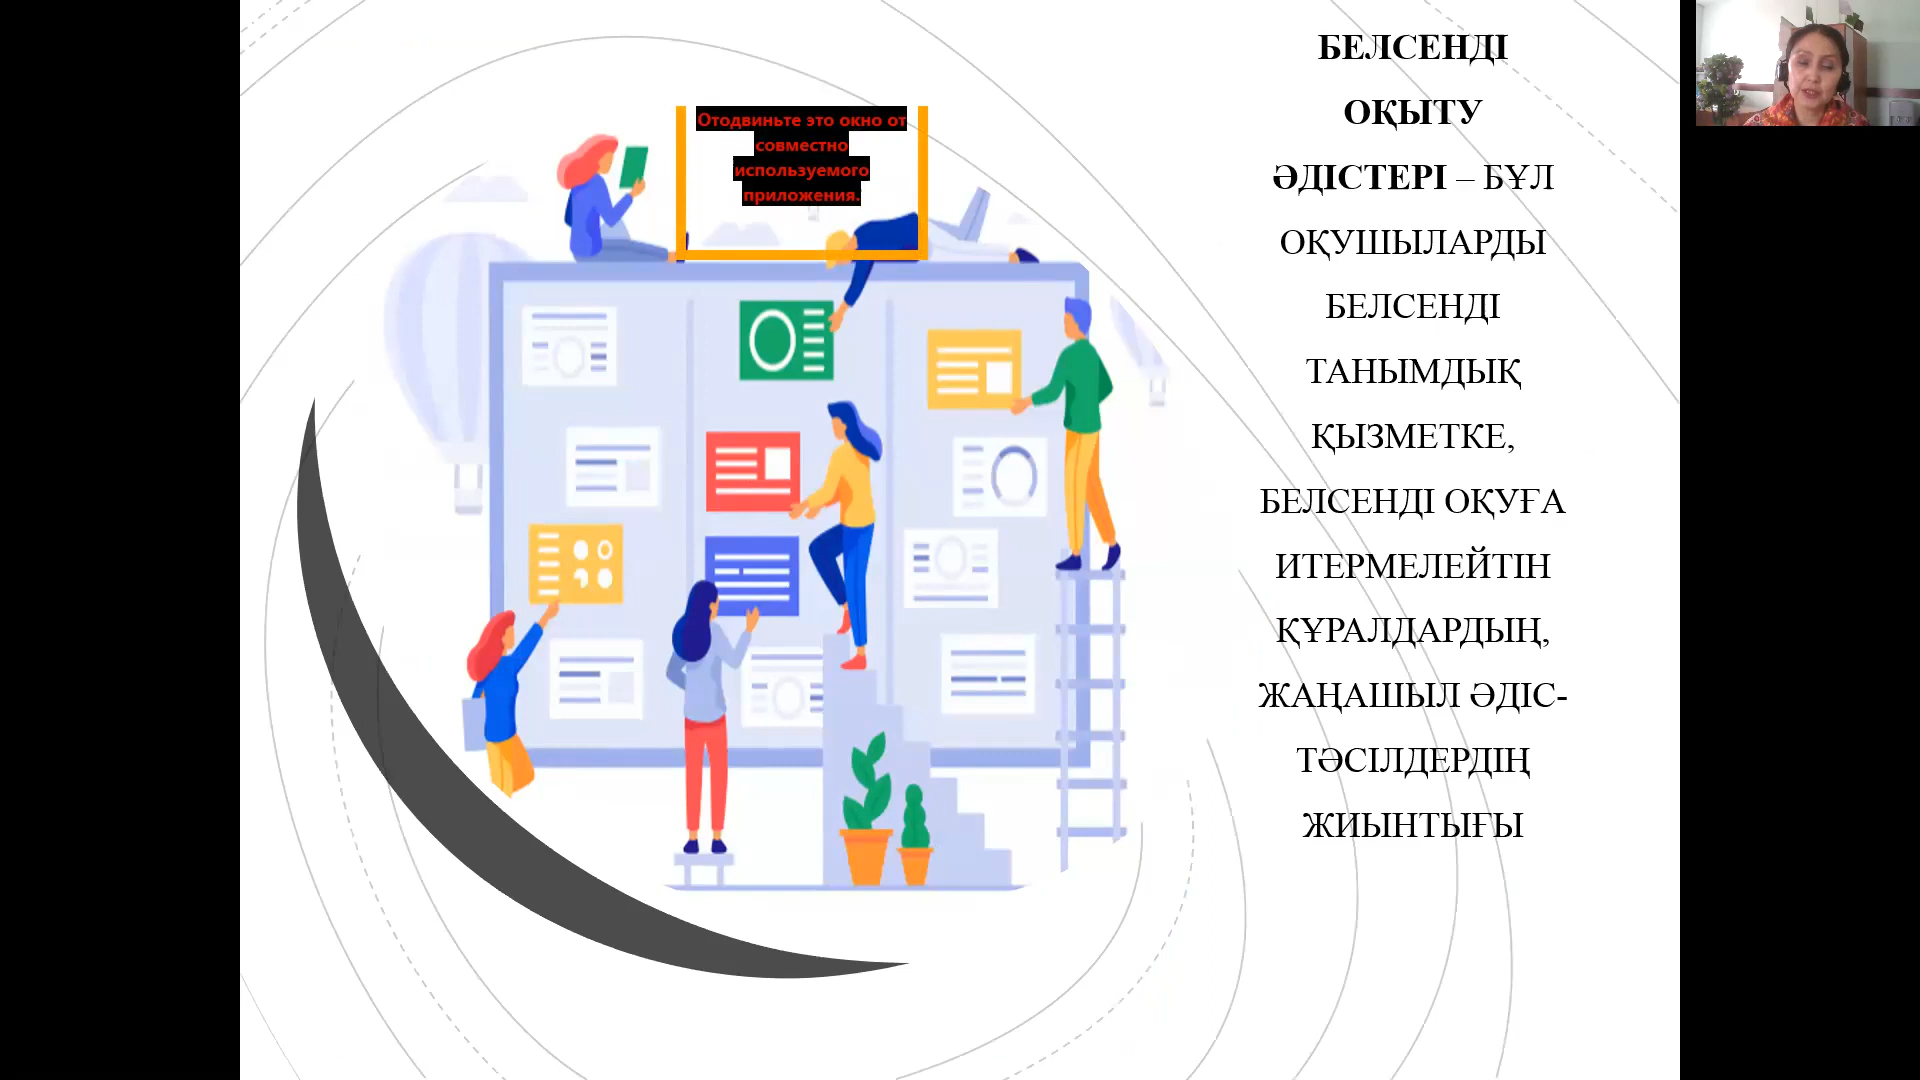 Отодвиньте это окно от
совместно
используемого
приложения.
БЕЛСЕНДІ
ОҚЫТУ
ӘДІСТЕРІ – БҰЛ
ОҚУШЫЛАРДЫ
БЕЛСЕНДІ
ТАНЫМДЫҚ
ҚЫЗМЕТКЕ,
БЕЛСЕНДІ ОҚУҒА
ИТЕРМЕЛЕЙТІН
ҚҰРАЛДАРДЫҢ,
ЖАҢАШЫЛ ӘДІС-
ТӘСІЛДЕРДІҢ
ЖИЫНТЫҒЫ